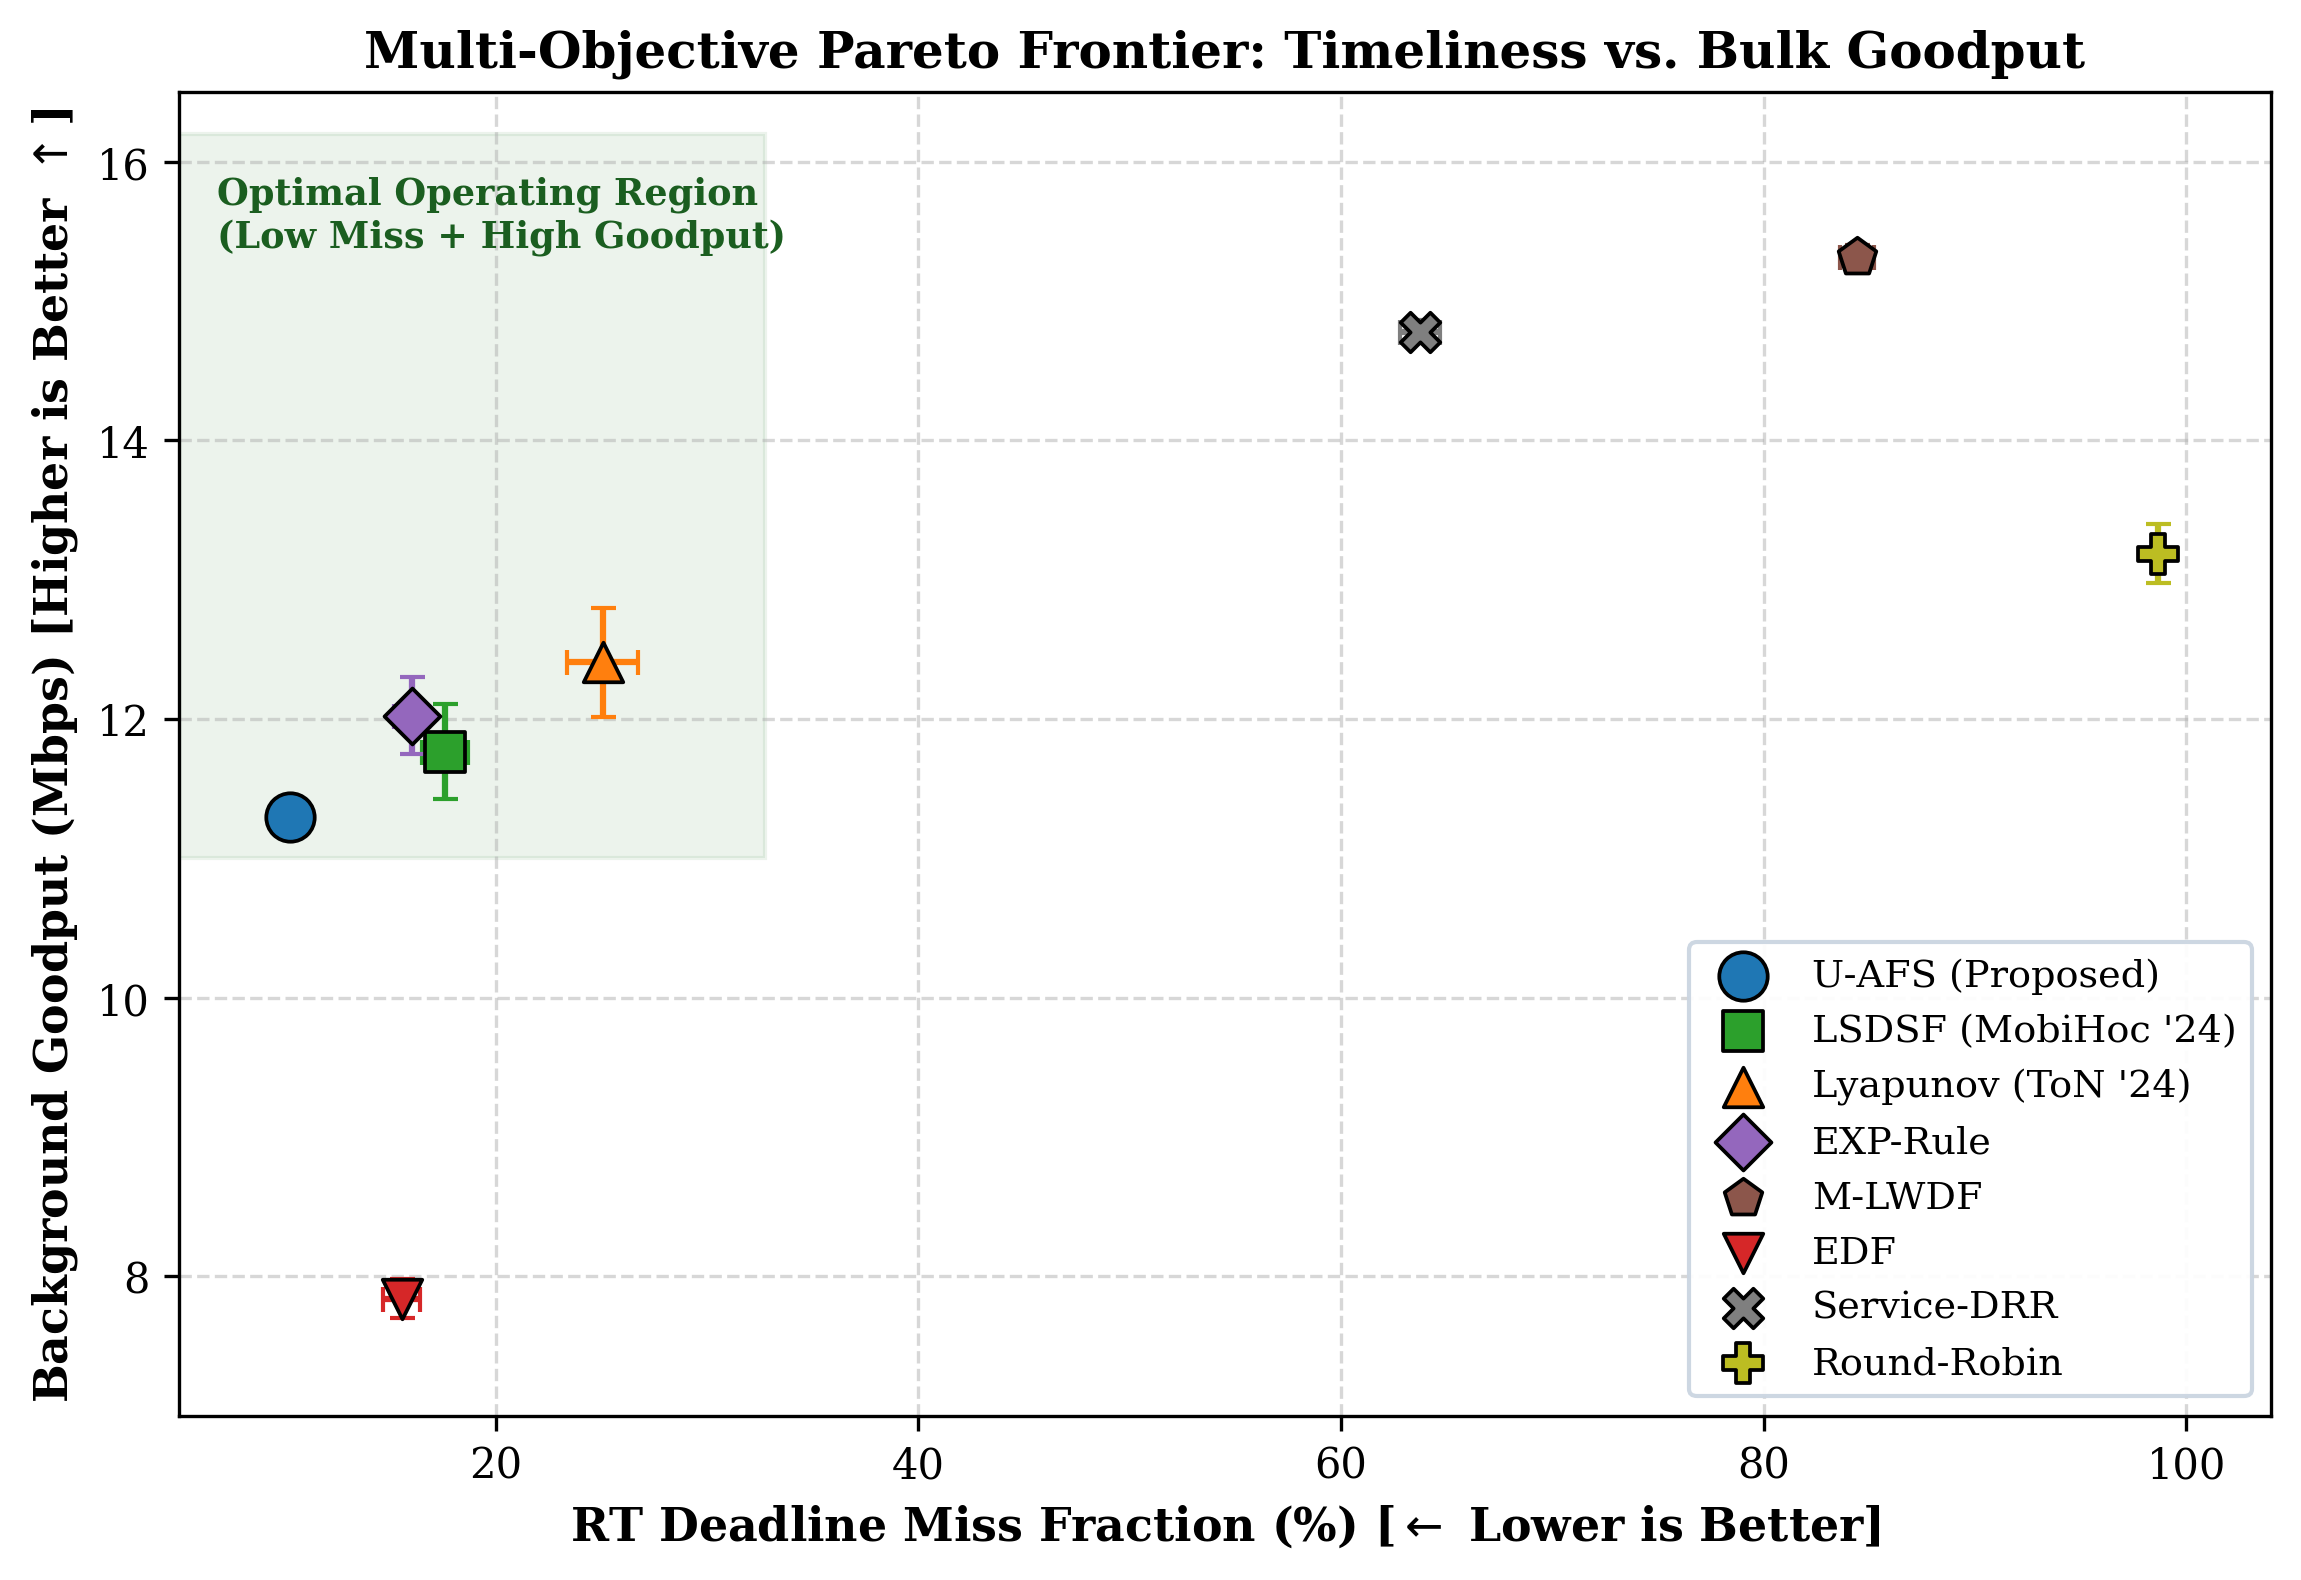 Multi-Objective Pareto Frontier: Timeliness vs. Bulk Goodput
Background Goodput (Mbps) [Higher is Better ↑ ]
16
14
12
10
8
Optimal Operating Region
(Low Miss + High Goodput)
U-AFS (Proposed)
LSDSF (MobiHoc '24)
Lyapunov (ToN '24)
EXP-Rule
M-LWDF
EDF
Service-DRR
Round-Robin
20
40
60
80
100
RT Deadline Miss Fraction (%) [← Lower is Better]